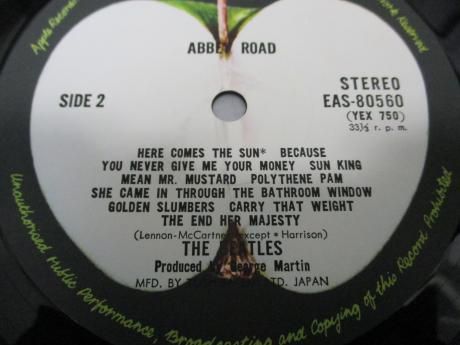 ABBEY ROAD
SIDE 2
STEREO
EAS-80560
(YEX 750)
33⅓ r. p. m.
HERE COMES THE SUN* BECAUSE
YOU NEVER GIVE ME YOUR MONEY SUN KING
MEAN MR. MUSTARD POLYTHENE PAM
SHE CAME IN THROUGH THE BATHROOM WINDOW
GOLDEN SLUMBERS CARRY THAT WEIGHT
THE END HER MAJESTY
(Lennon-McCartney except * Harrison)
THE BEATLES
Produced by George Martin
MFD. BY LTD. JAPAN
Unauthorised Public Performance, Broadcasting and Copying of this Record Prohibited
Apple Records
Reserved